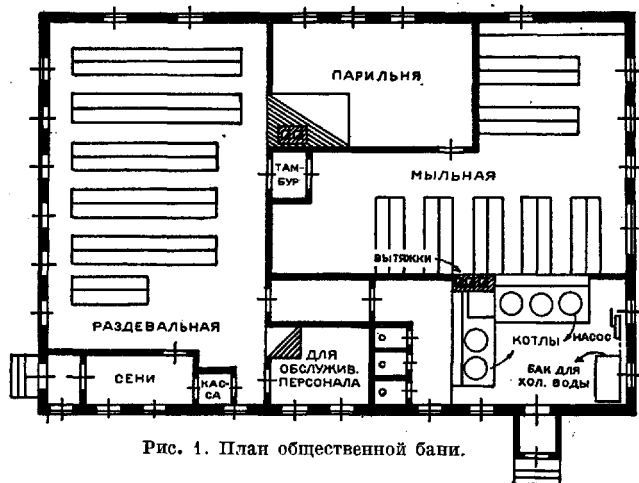 ПАРИЛЬНЯ
ТАМ-
БУР
МЫЛЬНАЯ
ВЫТЯЖКИ
РАЗДЕВАЛЬНАЯ
КОТЛЫ
НАСОС
ДЛЯ
ОБСЛУЖИВ.
ПЕРСОНАЛА
БАК ДЛЯ
ХОЛ. ВОДЫ
СЕНИ
КАС-
СА
Рис. 1. План общественной бани.